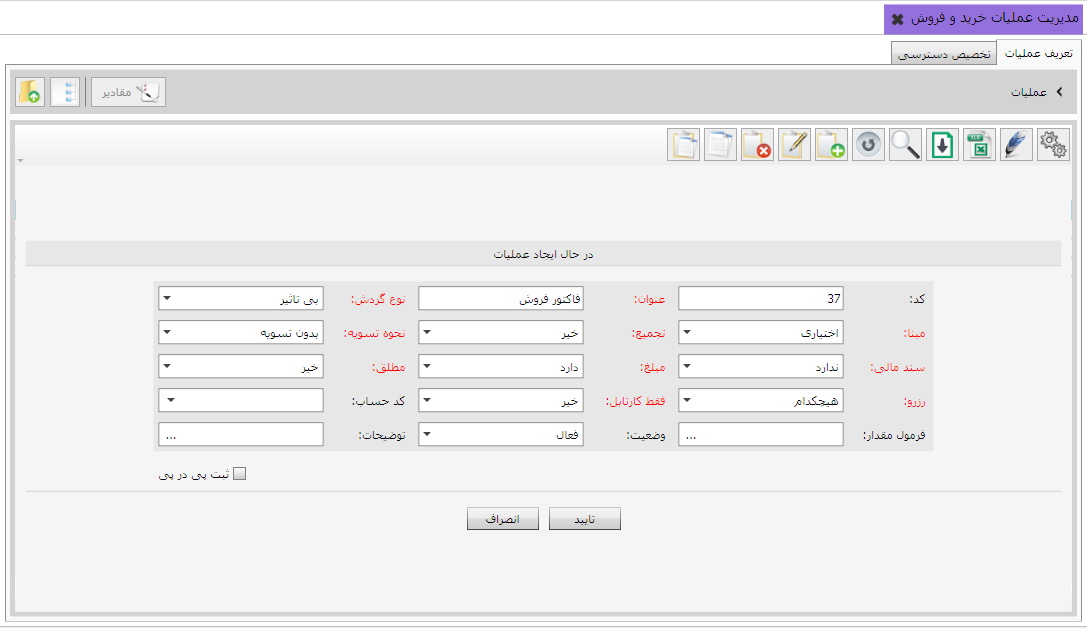 مدیریت عملیات خرید و فروش
تعریف عملیات
تخصیص دسترسی
عملیات
مقادیر
در حال ایجاد عملیات
کد: 37 عنوان: فاکتور فروش نوع گردش: بی تاثیر
مبنا: اختیاری تجمیع: خیر نحوه تسویه: بدون تسویه
سند مالی: ندارد مبلغ: دارد مطلق: خیر
رزرو: هیچکدام فقط کارتابل: خیر کد حساب:
فرمول مقدار: ... وضعیت: فعال توضیحات: ...
ثبت پی در پی
تایید انصراف